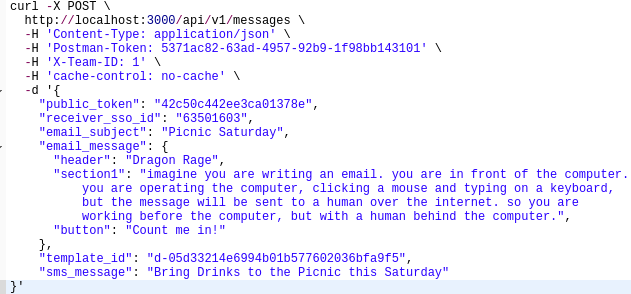 curl -X POST \
  http://localhost:3000/api/v1/messages \
  -H 'Content-Type: application/json' \
  -H 'Postman-Token: 5371ac82-63ad-4957-92b9-1f98bb143101' \
  -H 'X-Team-ID: 1' \
  -H 'cache-control: no-cache' \
  -d '{
    "public_token": "42c50c442ee3ca01378e",
    "receiver_sso_id": "63501603",
    "email_subject": "Picnic Saturday",
    "email_message": {
      "header": "Dragon Rage",
      "section1": "imagine you are writing an email. you are in front of the computer.
          you are operating the computer, clicking a mouse and typing on a keyboard,
          but the message will be sent to a human over the internet. so you are
          working before the computer, but with a human behind the computer.",
      "button": "Count me in!"
    },
    "template_id": "d-05d33214e6994b01b577602036bfa9f5",
    "sms_message": "Bring Drinks to the Picnic this Saturday"
}'